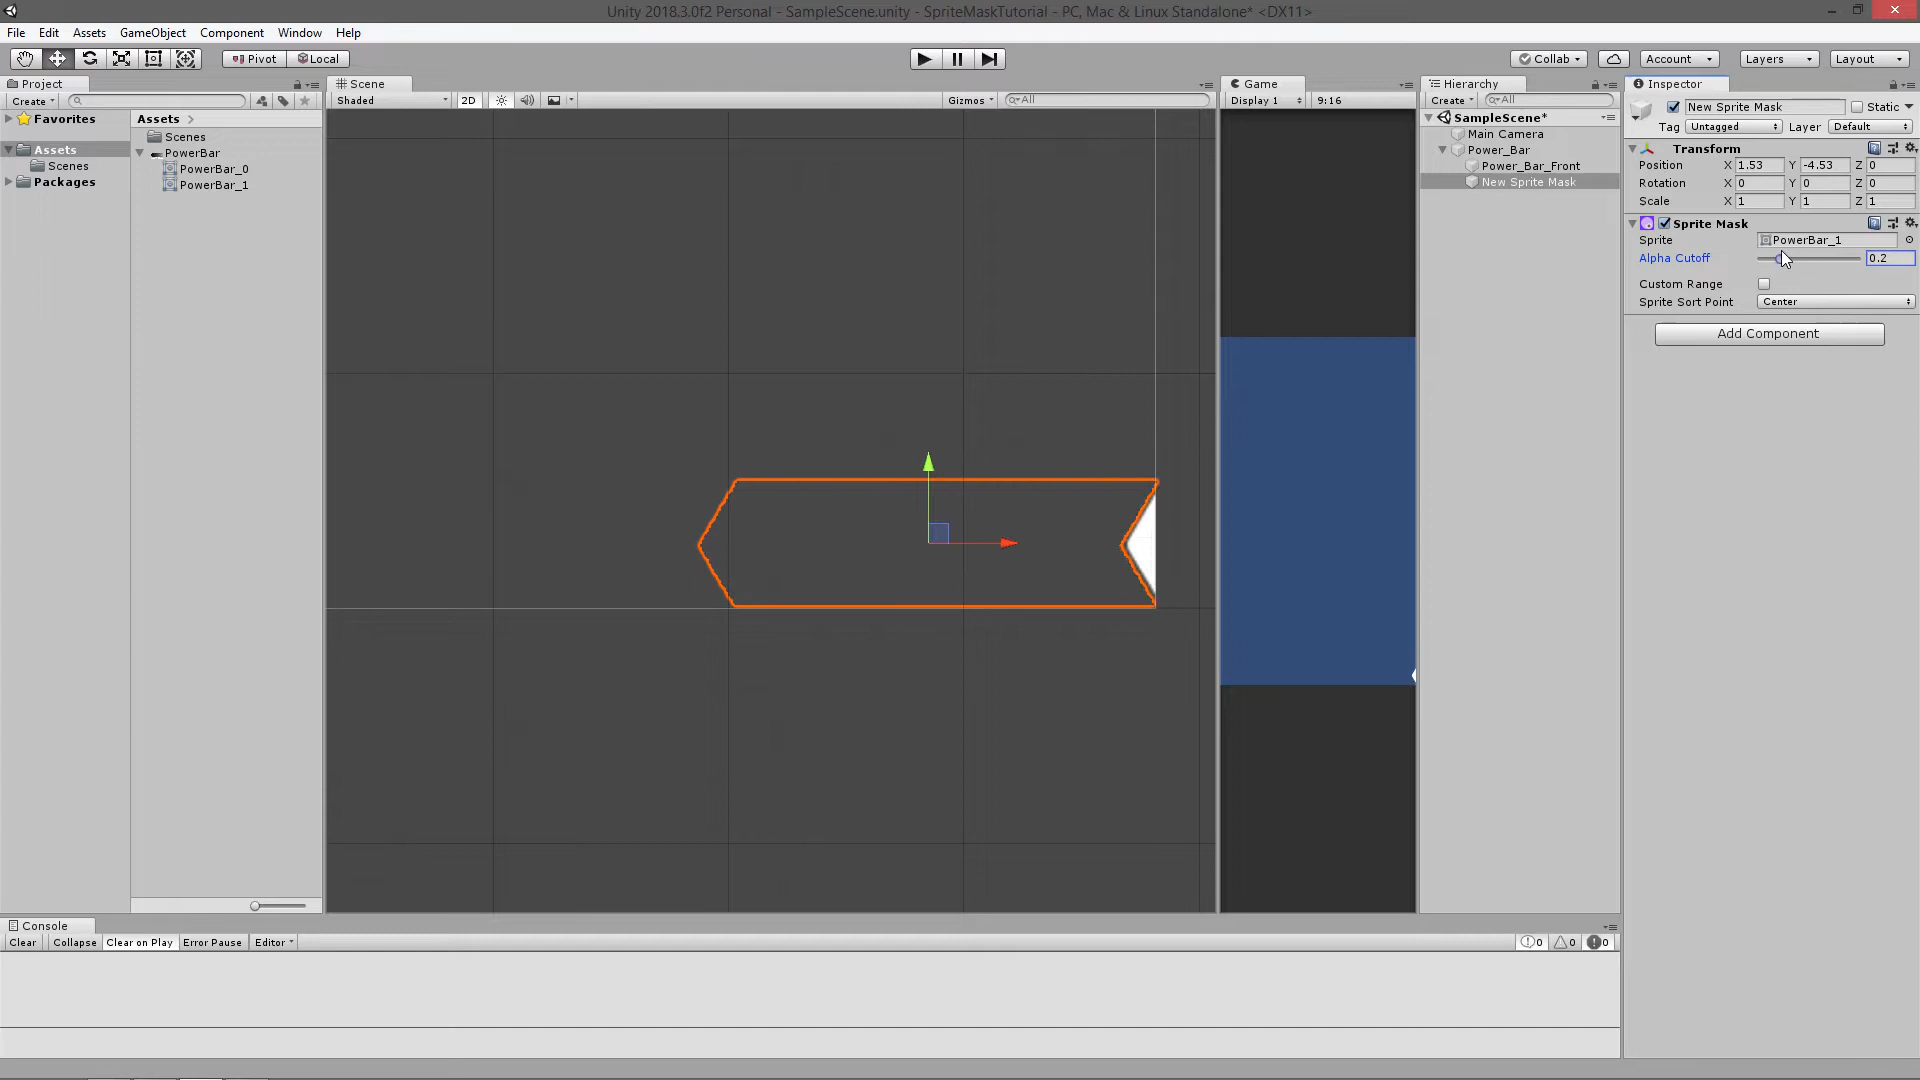 Unity 2018.3.0f2 Personal - SampleScene.unity - SpriteMaskTutorial - PC, Mac & Linux Standalone* <DX11>
File Edit Assets GameObject Component Window Help
Pivot Local Collab Account Layers Layout
Project Scene Game Hierarchy Inspector
Create Shaded 2D Gizmos All Display 1 9:16 Create All
New Sprite Mask Static
Tag Untagged Layer Default
Favorites
Assets
Scenes
Packages
Assets
Scenes
PowerBar
PowerBar_0
PowerBar_1
SampleScene*
Main Camera
Power_Bar
Power_Bar_Front
New Sprite Mask
Transform
Position X 1.53 Y -4.53 Z 0
Rotation X 0 Y 0 Z 0
Scale X 1 Y 1 Z 1
Sprite Mask
Sprite PowerBar_1
Alpha Cutoff 0.2
Custom Range
Sprite Sort Point Center
Add Component
Console
Clear Collapse Clear on Play Error Pause Editor 0 0 0